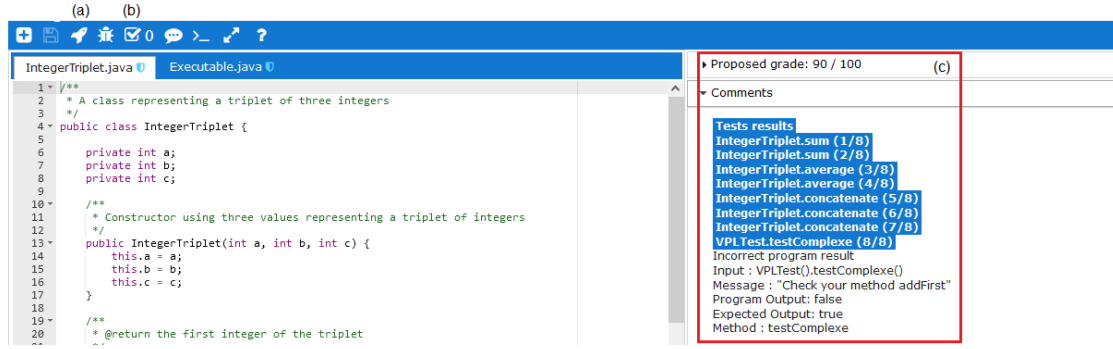 (a) (b)
0 >_ ?
IntegerTriplet.java Executable.java
1 /**
2 * A class representing a triplet of three integers
3 */
4 public class IntegerTriplet {
5
6 private int a;
7 private int b;
8 private int c;
9
10 /**
11 * Constructor using three values representing a triplet of integers
12 */
13 public IntegerTriplet(int a, int b, int c) {
14 this.a = a;
15 this.b = b;
16 this.c = c;
17 }
18
19 /**
20 * @return the first integer of the triplet
Proposed grade: 90 / 100 (c)
Comments
Tests results
IntegerTriplet.sum (1/8)
IntegerTriplet.sum (2/8)
IntegerTriplet.average (3/8)
IntegerTriplet.average (4/8)
IntegerTriplet.concatenate (5/8)
IntegerTriplet.concatenate (6/8)
IntegerTriplet.concatenate (7/8)
VPLTest.testComplexe (8/8)
Incorrect program result
Input : VPLTest().testComplexe()
Message : "Check your method addFirst"
Program Output: false
Expected Output: true
Method : testComplexe